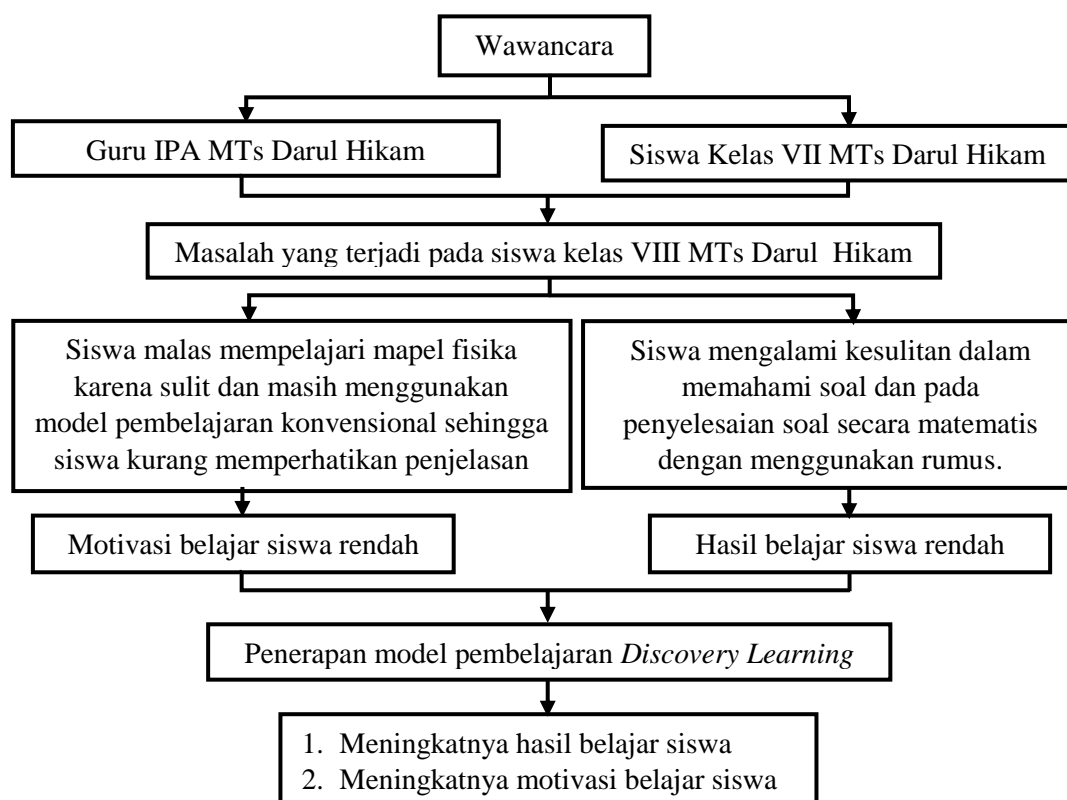 Wawancara
Guru IPA MTs Darul Hikam
Siswa Kelas VII MTs Darul Hikam
Masalah yang terjadi pada siswa kelas VIII MTs Darul Hikam
Siswa malas mempelajari mapel fisika
karena sulit dan masih menggunakan
model pembelajaran konvensional sehingga
siswa kurang memperhatikan penjelasan
Siswa mengalami kesulitan dalam
memahami soal dan pada
penyelesaian soal secara matematis
dengan menggunakan rumus.
Motivasi belajar siswa rendah
Hasil belajar siswa rendah
Penerapan model pembelajaran Discovery Learning
1. Meningkatnya hasil belajar siswa
2. Meningkatnya motivasi belajar siswa